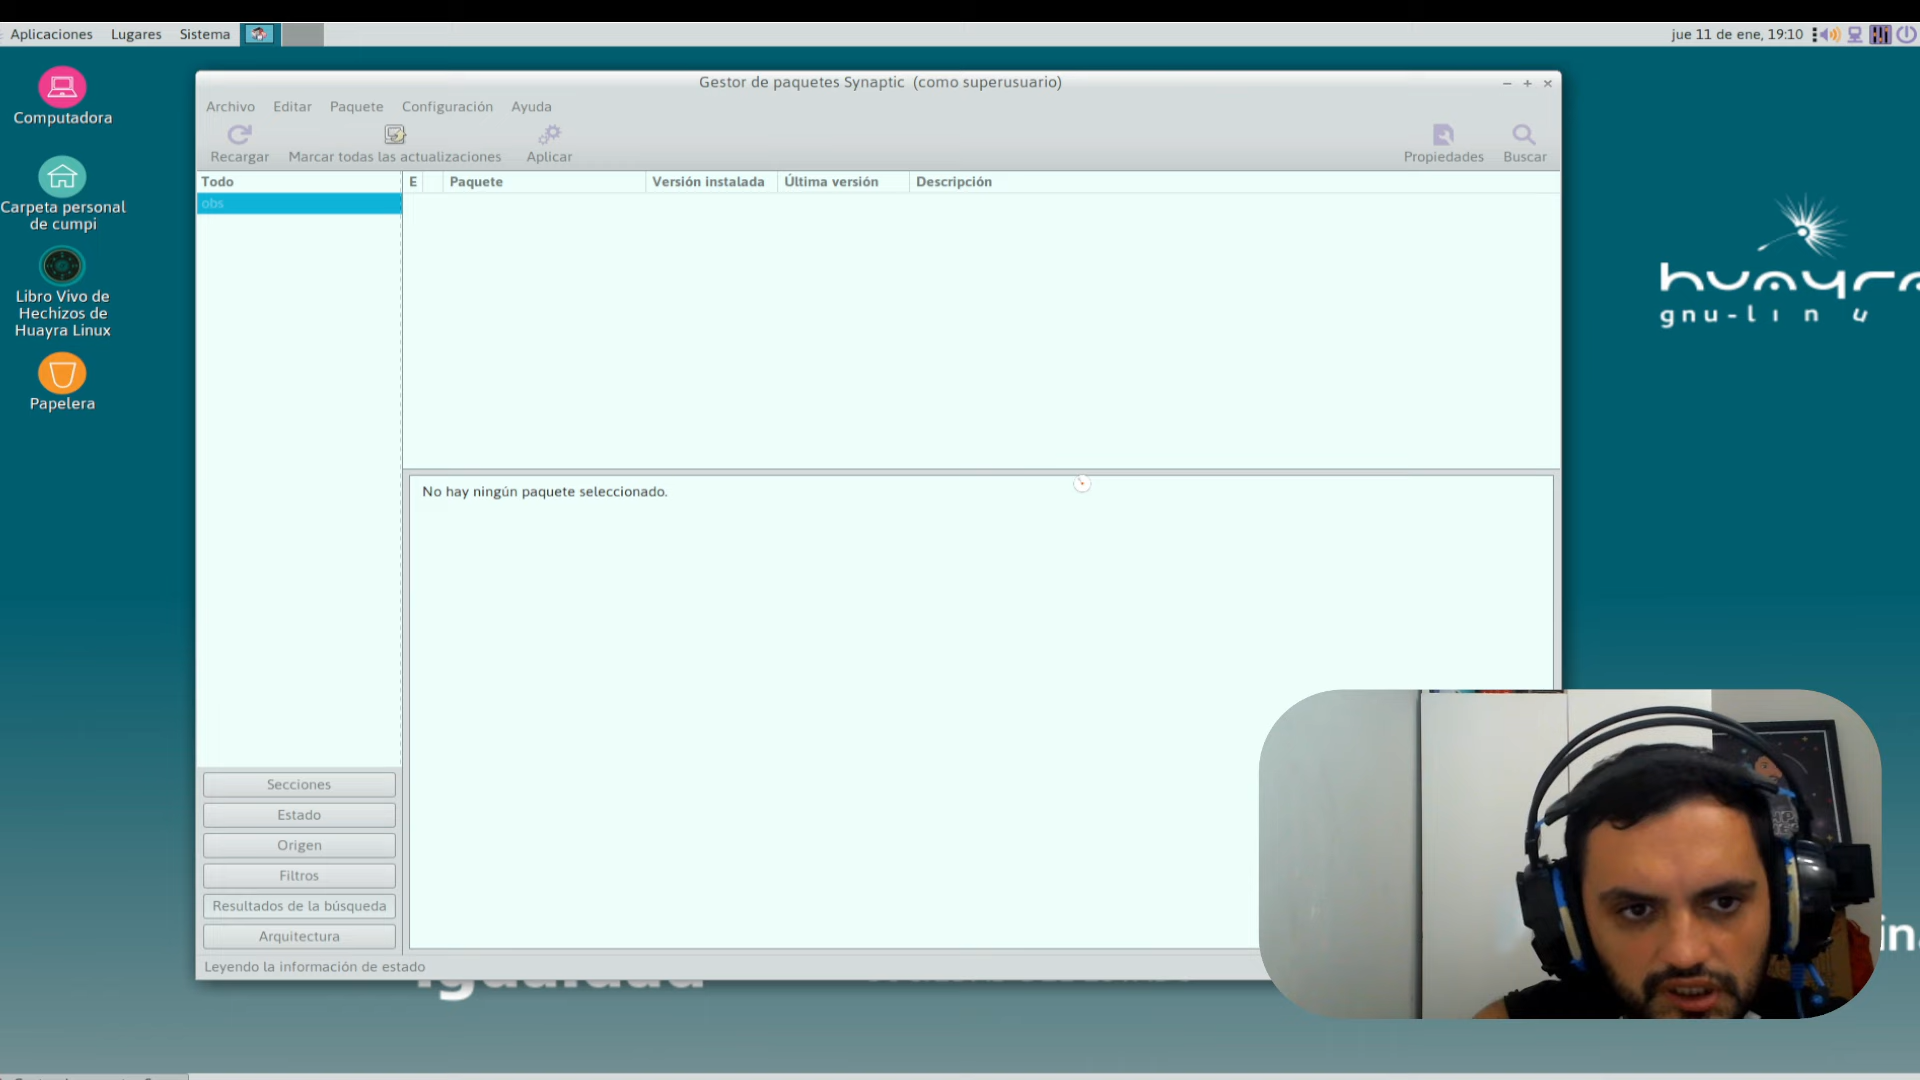 Aplicaciones Lugares Sistema
jue 11 de ene, 19:10
Computadora
Carpeta personal
de cumpi
Libro Vivo de
Hechizos de
Huayra Linux
Papelera
Gestor de paquetes Synaptic (como superusuario)
Archivo Editar Paquete Configuración Ayuda
Recargar Marcar todas las actualizaciones Aplicar Propiedades Buscar
Todo
obs
E Paquete Versión instalada Última versión Descripción
No hay ningún paquete seleccionado.
Secciones
Estado
Origen
Filtros
Resultados de la búsqueda
Arquitectura
Leyendo la información de estado
huayra
gnu-linu
igualdad